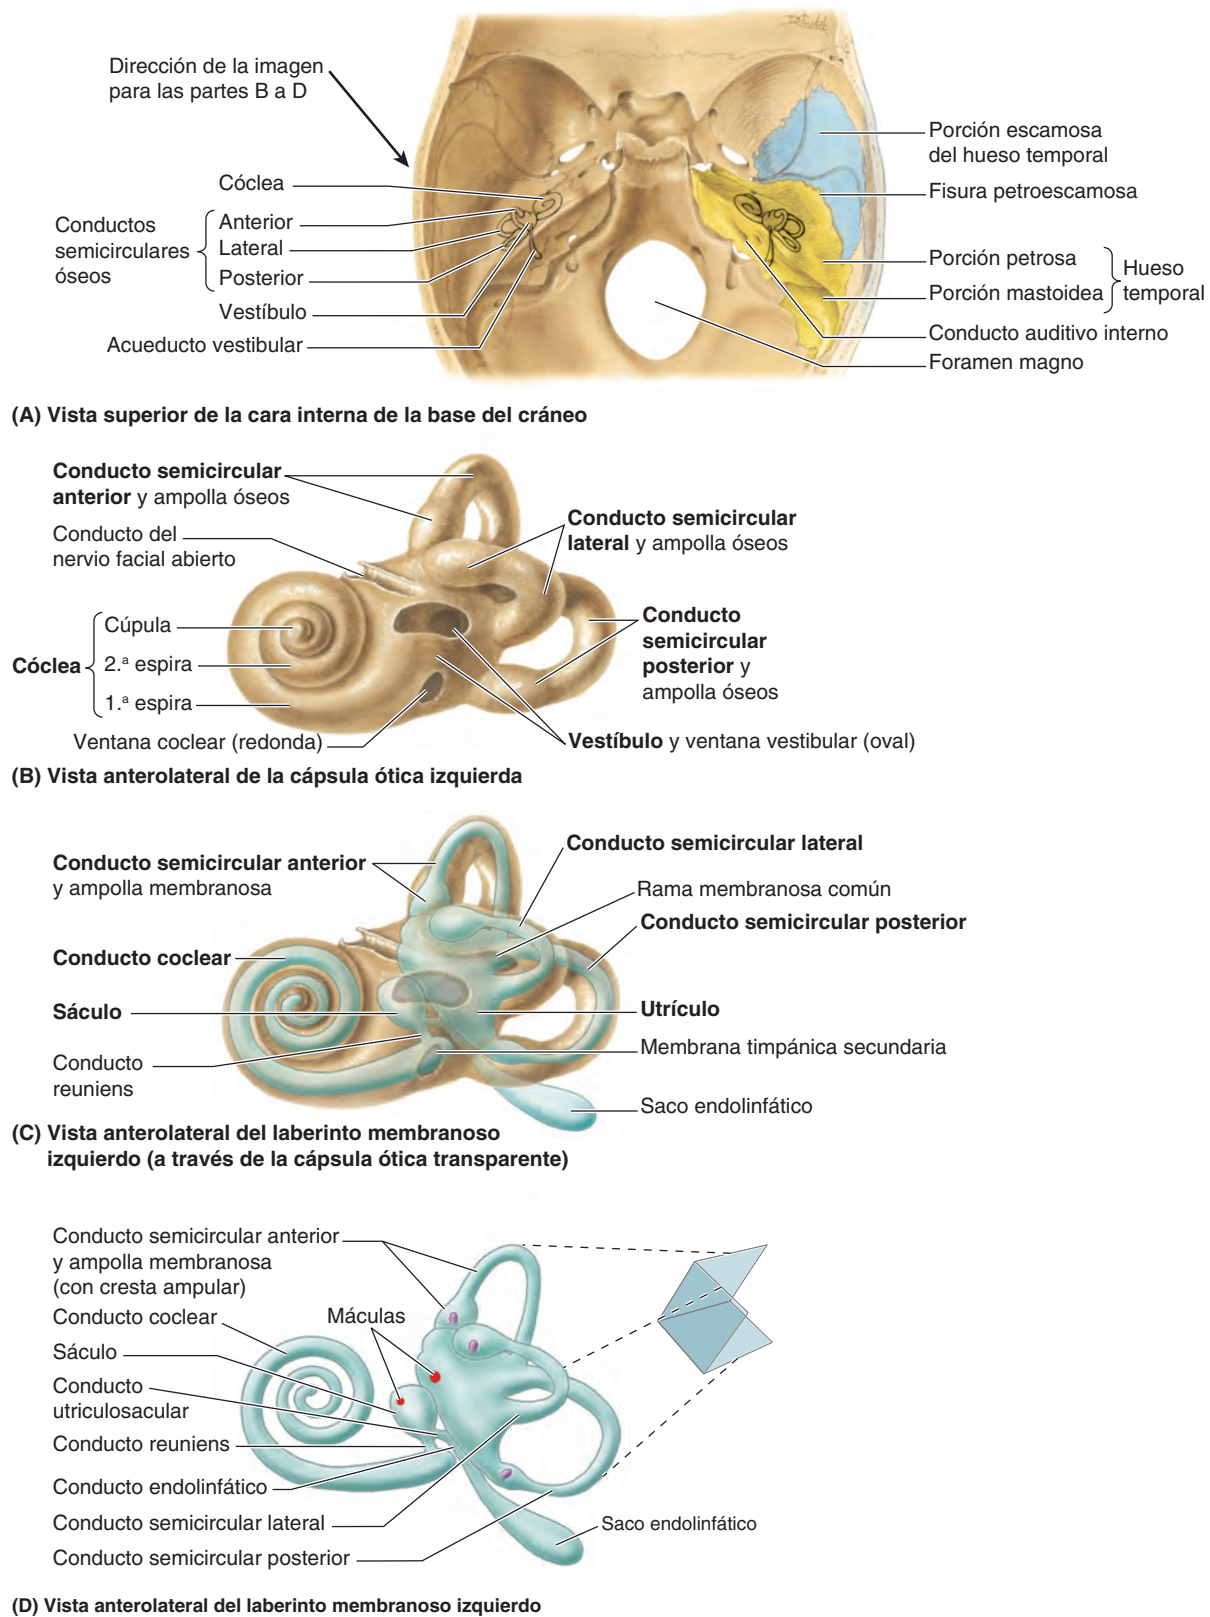 Dirección de la imagen
para las partes B a D
Cóclea
Conductos
semicirculares
óseos
Anterior
Lateral
Posterior
Vestíbulo
Acueducto vestibular
Porción escamosa
del hueso temporal
Fisura petroescamosa
Porción petrosa
Porción mastoidea
Hueso
temporal
Conducto auditivo interno
Foramen magno
(A) Vista superior de la cara interna de la base del cráneo
Conducto semicircular
anterior y ampolla óseos
Conducto del
nervio facial abierto
Cóclea
Cúpula
2.ª espira
1.ª espira
Ventana coclear (redonda)
Conducto semicircular
lateral y ampolla óseos
Conducto
semicircular
posterior y
ampolla óseos
Vestíbulo y ventana vestibular (oval)
(B) Vista anterolateral de la cápsula ótica izquierda
Conducto semicircular anterior
y ampolla membranosa
Conducto coclear
Sáculo
Conducto
reuniens
Conducto semicircular lateral
Rama membranosa común
Conducto semicircular posterior
Utrículo
Membrana timpánica secundaria
Saco endolinfático
(C) Vista anterolateral del laberinto membranoso
izquierdo (a través de la cápsula ótica transparente)
Conducto semicircular anterior
y ampolla membranosa
(con cresta ampular)
Conducto coclear
Máculas
Sáculo
Conducto
utriculosacular
Conducto reuniens
Conducto endolinfático
Conducto semicircular lateral
Conducto semicircular posterior
Saco endolinfático
(D) Vista anterolateral del laberinto membranoso izquierdo